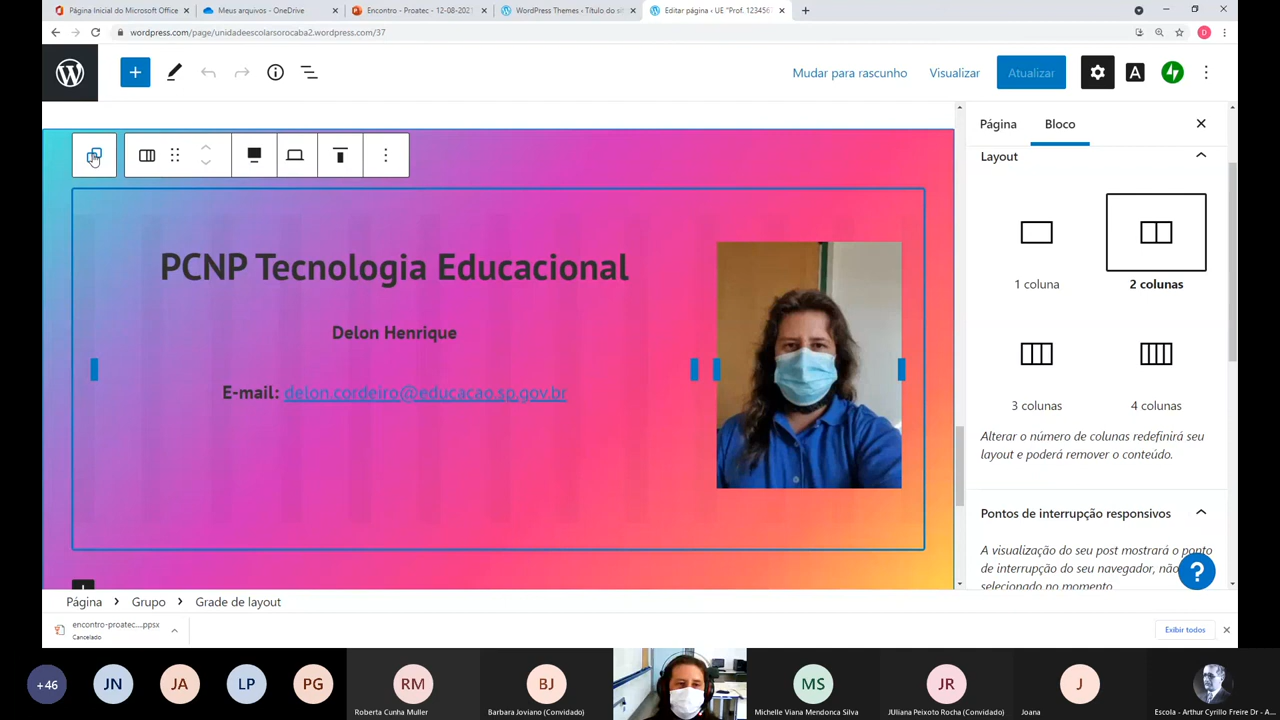 Página Inicial do Microsoft Office
Meus arquivos - OneDrive
Encontro - Proatec - 12-08-202
WordPress Themes ‹ Título do si
Editar página ‹ UE "Prof. 123456
wordpress.com/page/unidadeescolarsorocaba2.wordpress.com/37
D
Mudar para rascunho
Visualizar
Atualizar
A
Página
Bloco
Layout
1 coluna
2 colunas
3 colunas
4 colunas
Alterar o número de colunas redefinirá seu
layout e poderá remover o conteúdo.
Pontos de interrupção responsivos
A visualização do seu post mostrará o ponto
de interrupção do seu navegador, não
selecionado no momento
?
PCNP Tecnologia Educacional
Delon Henrique
E-mail: delon.cordeiro@educacao.sp.gov.br
Página > Grupo > Grade de layout
encontro-proatec....ppsx
Cancelado
Exibir todos
+46
JN
JA
LP
PG
RM
Roberta Cunha Muller
BJ
Barbara Joviano (Convidado)
MS
Michelle Viana Mendonca Silva
JR
JUliana Peixoto Rocha (Convidado)
J
Joana
Escola - Arthur Cyrillo Freire Dr - A...